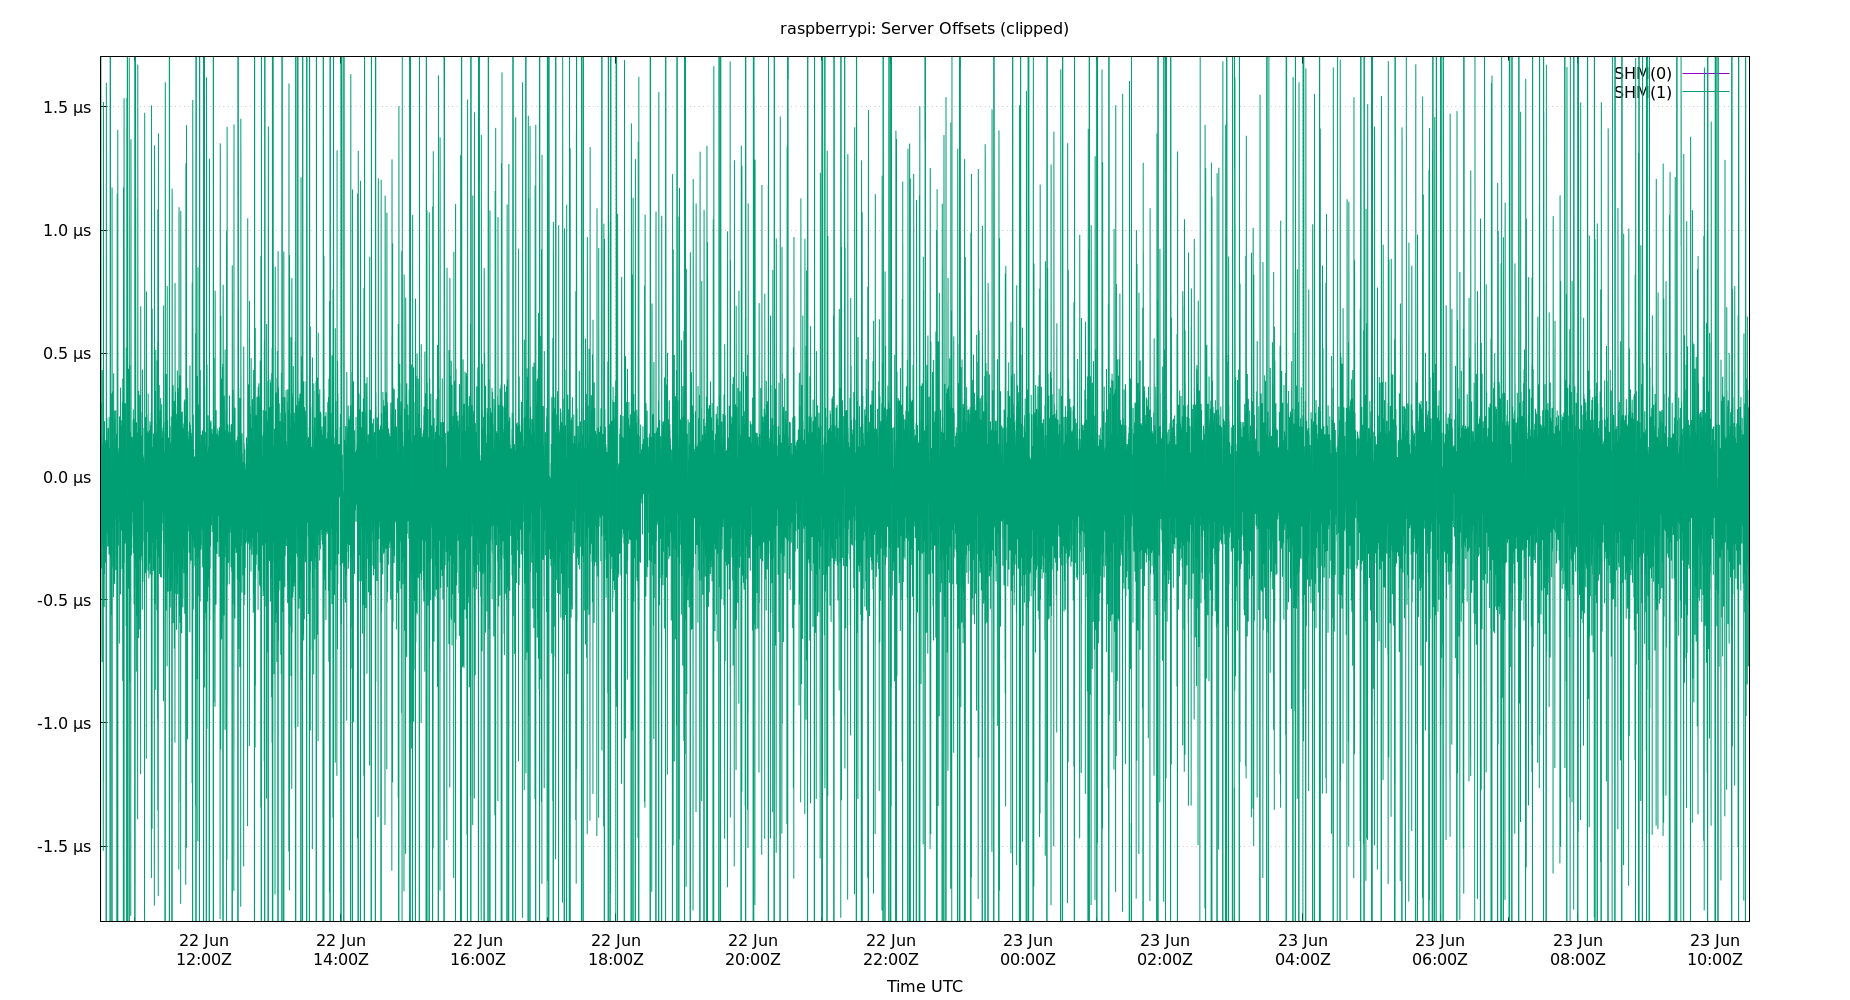 raspberrypi: Server Offsets (clipped)
SHM(0)
SHM(1)
1.5 µs
1.0 µs
0.5 µs
0.0 µs
-0.5 µs
-1.0 µs
-1.5 µs
22 Jun 22 Jun 22 Jun 22 Jun 22 Jun 22 Jun 23 Jun 23 Jun 23 Jun 23 Jun 23 Jun 23 Jun
12:00Z 14:00Z 16:00Z 18:00Z 20:00Z 22:00Z 00:00Z 02:00Z 04:00Z 06:00Z 08:00Z 10:00Z
Time UTC